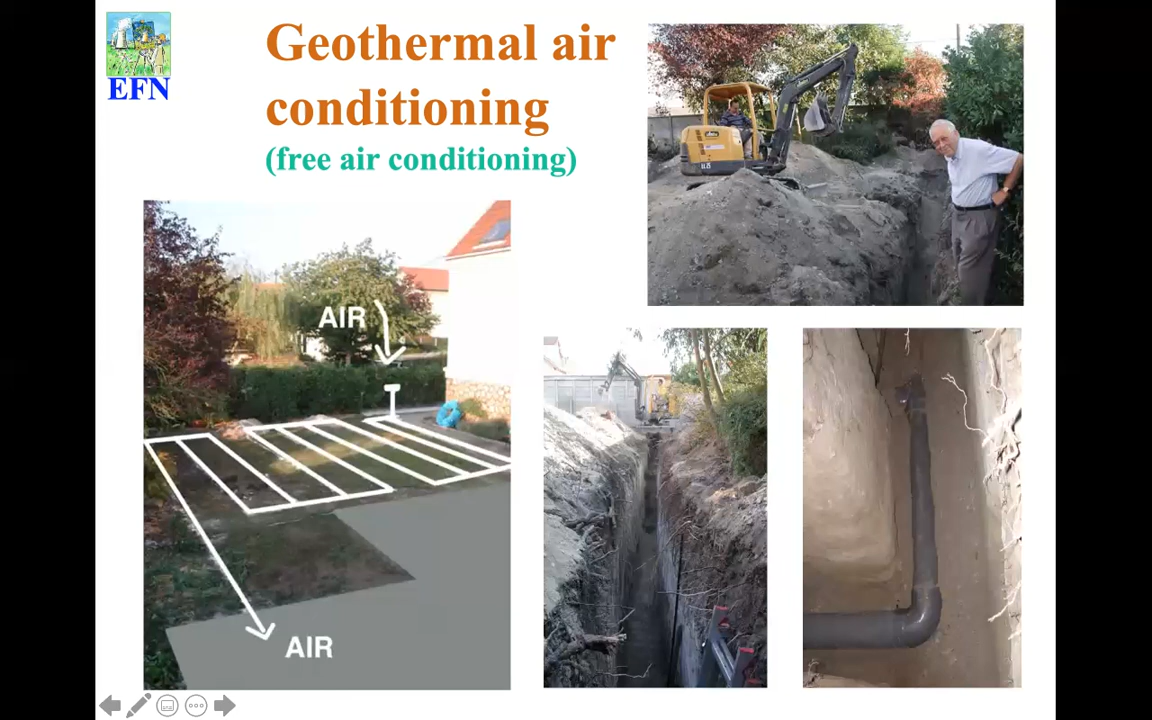 EFN
Geothermal air
conditioning
(free air conditioning)
AIR
AIR